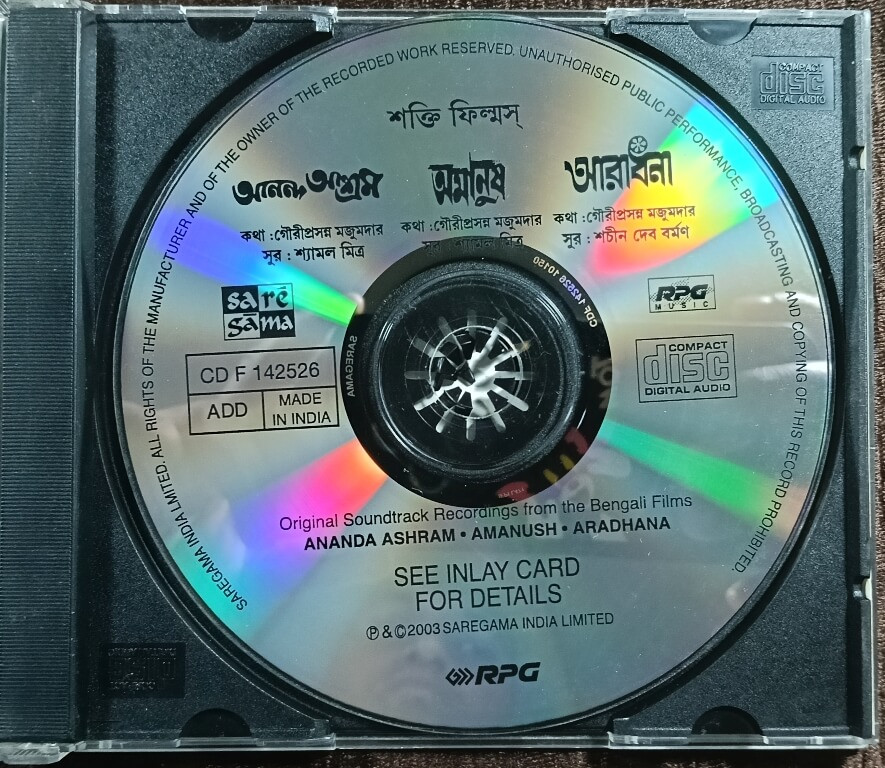 SAREGAMA INDIA LIMITED. ALL RIGHTS OF THE MANUFACTURER AND OF THE OWNER OF THE RECORDED WORK RESERVED. UNAUTHORISED PUBLIC PERFORMANCE, BROADCASTING AND COPYING OF THIS RECORD PROHIBITED.
COMPACT
disc
DIGITAL AUDIO
শক্তি ফিল্মস্
আনন্দ আশ্রম
কথা : গৌরীপ্রসন্ন মজুমদার
সুর : শ্যামল মিত্র
অমানুষ
কথা : গৌরীপ্রসন্ন মজুমদার
সুর : শ্যামল মিত্র
আরাধনা
কথা : গৌরীপ্রসন্ন মজুমদার
সুর : শচীন দেব বর্মণ
sa re
ga ma
RPG
MUSIC
CD F 142526
ADD
MADE
IN INDIA
COMPACT
disc
DIGITAL AUDIO
SAREGAMA
Original Soundtrack Recordings from the Bengali Films
ANANDA ASHRAM • AMANUSH • ARADHANA
SEE INLAY CARD
FOR DETAILS
℗ & © 2003 SAREGAMA INDIA LIMITED
RPG